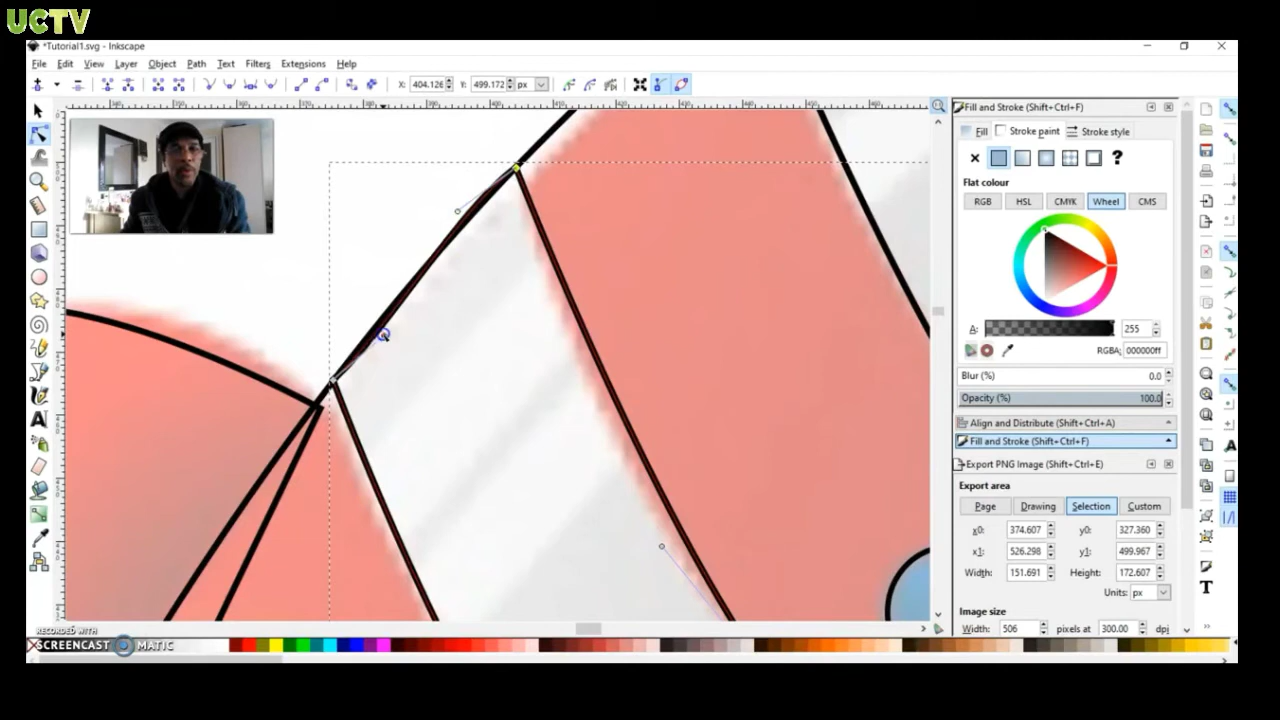 UCTV
*Tutorial1.svg - Inkscape
File Edit View Layer Object Path Text Filters Extensions Help
X: 404.126 Y: 499.172 px
Fill and Stroke (Shift+Ctrl+F)
Fill Stroke paint Stroke style
?
Flat colour
RGB HSL CMYK Wheel CMS
A: 255
RGBA: 000000ff
Blur (%) 0.0
Opacity (%) 100.0
Align and Distribute (Shift+Ctrl+A)
Fill and Stroke (Shift+Ctrl+F)
Export PNG Image (Shift+Ctrl+E)
Export area
Page Drawing Selection Custom
x0: 374.607 y0: 327.360
x1: 526.298 y1: 499.967
Width: 151.691 Height: 172.607
Units: px
Image size
Width: 506 pixels at 300.00 dpi
RECORDED WITH
SCREENCAST MATIC